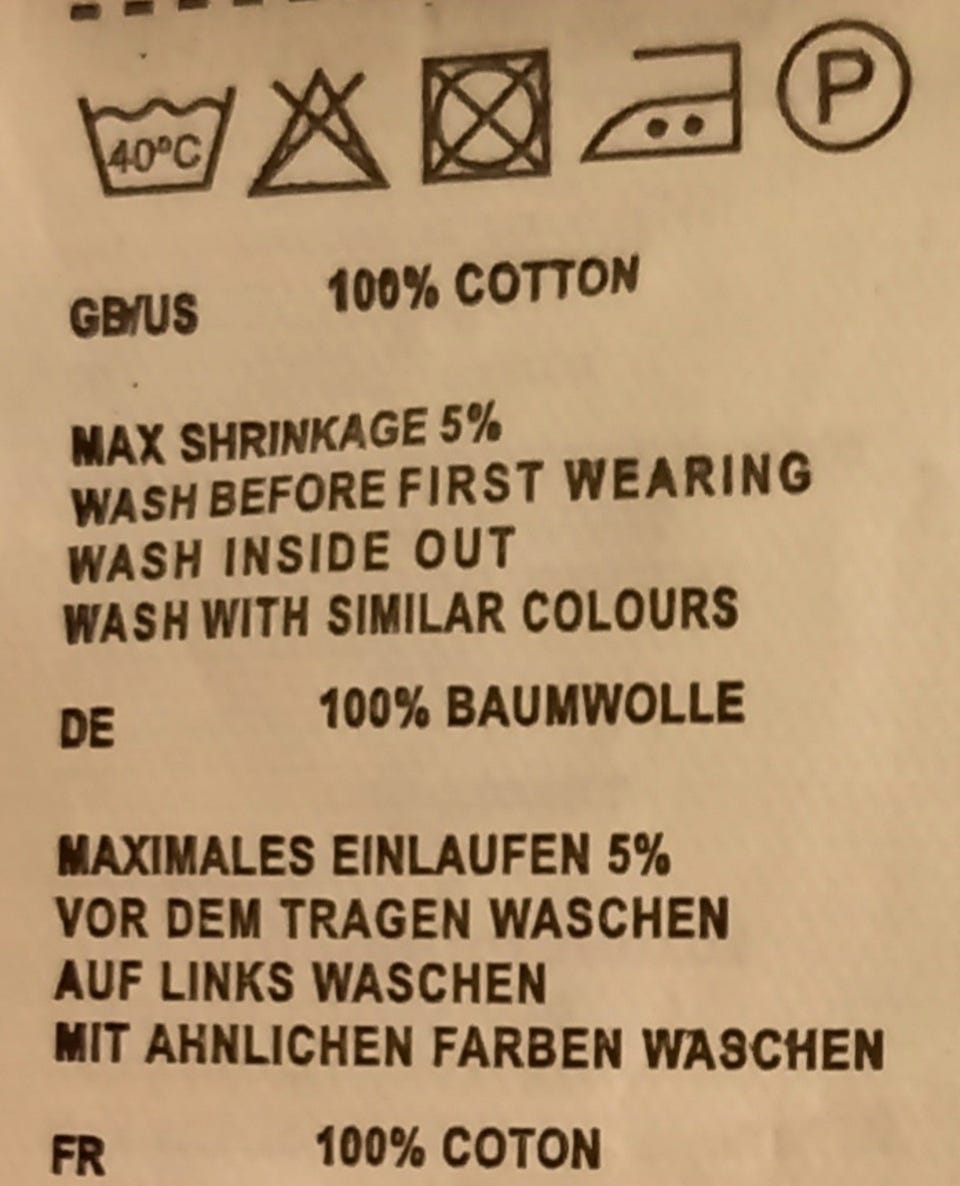 40°C P
GB/US 100% COTTON
MAX SHRINKAGE 5%
WASH BEFORE FIRST WEARING
WASH INSIDE OUT
WASH WITH SIMILAR COLOURS
DE 100% BAUMWOLLE
MAXIMALES EINLAUFEN 5%
VOR DEM TRAGEN WASCHEN
AUF LINKS WASCHEN
MIT AHNLICHEN FARBEN WASCHEN
FR 100% COTON